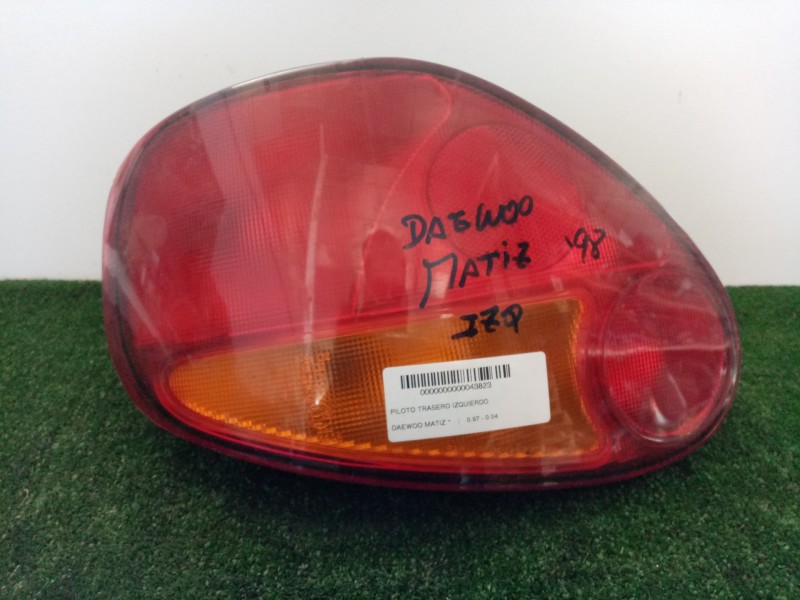 DAEWOO
MATIZ '98
IZQ
0000000000043823
PILOTO TRASERO IZQUIERDO
DAEWOO MATIZ * : 0.97 - 0.04